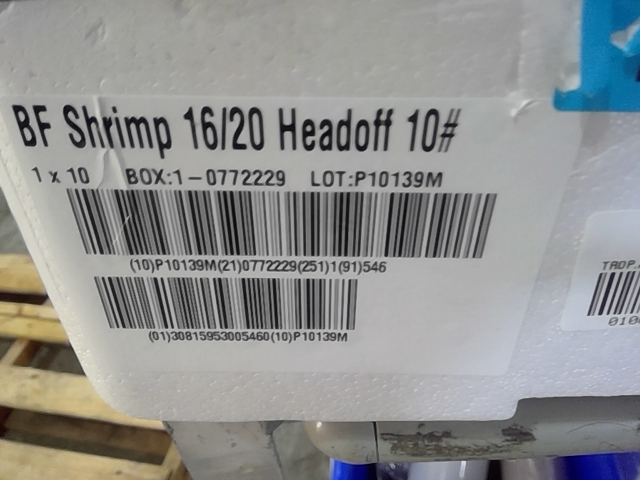 BF Shrimp 16/20 Headoff 10#
1 x 10 BOX:1-0772229 LOT:P10139M
(10)P10139M(21)0772229(251)1(91)546
(01)30815953005460(10)P10139M